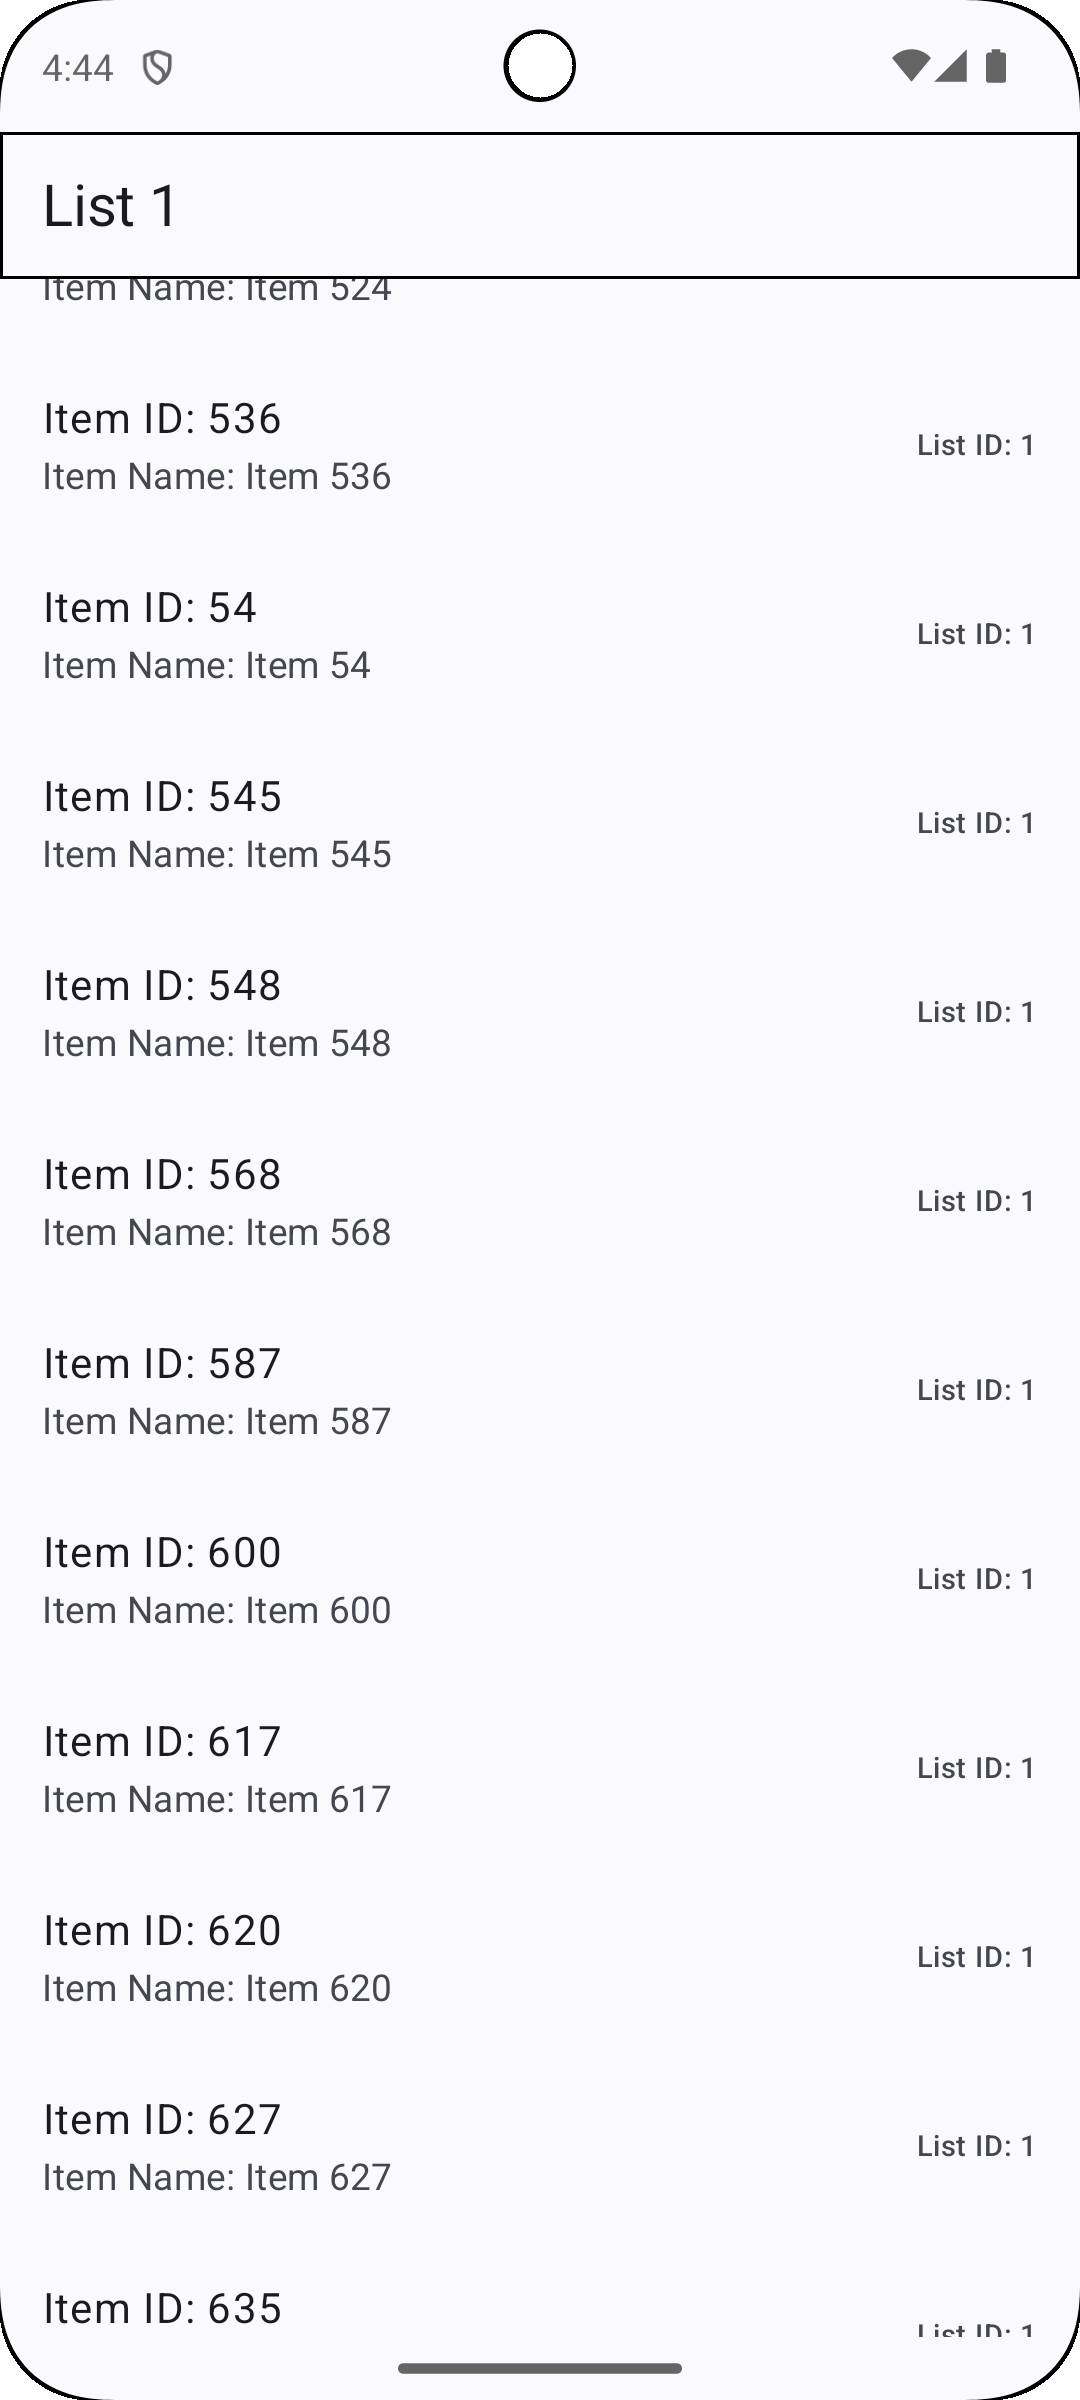 4:44
List 1
Item Name: Item 524
Item ID: 536
Item Name: Item 536
List ID: 1
Item ID: 54
Item Name: Item 54
List ID: 1
Item ID: 545
Item Name: Item 545
List ID: 1
Item ID: 548
Item Name: Item 548
List ID: 1
Item ID: 568
Item Name: Item 568
List ID: 1
Item ID: 587
Item Name: Item 587
List ID: 1
Item ID: 600
Item Name: Item 600
List ID: 1
Item ID: 617
Item Name: Item 617
List ID: 1
Item ID: 620
Item Name: Item 620
List ID: 1
Item ID: 627
Item Name: Item 627
List ID: 1
Item ID: 635
List ID: 1